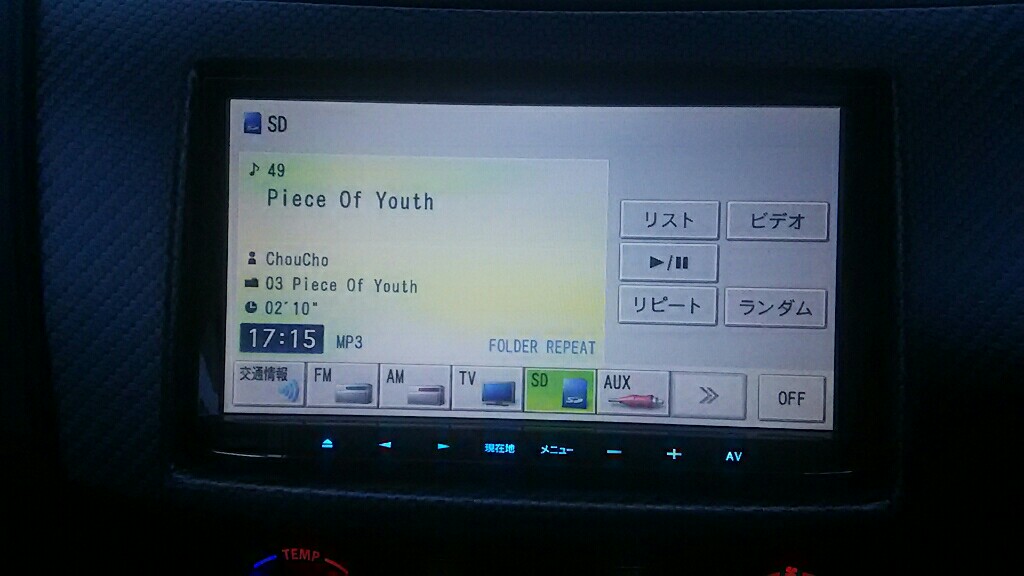 SD
♪ 49
Piece Of Youth
ChouCho
03 Piece Of Youth
02'10"
17:15 MP3 FOLDER REPEAT
リスト ビデオ
▶/▮▮
リピート ランダム
交通情報 FM AM TV SD AUX ≫ OFF
現在地 メニュー − + AV
TEMP